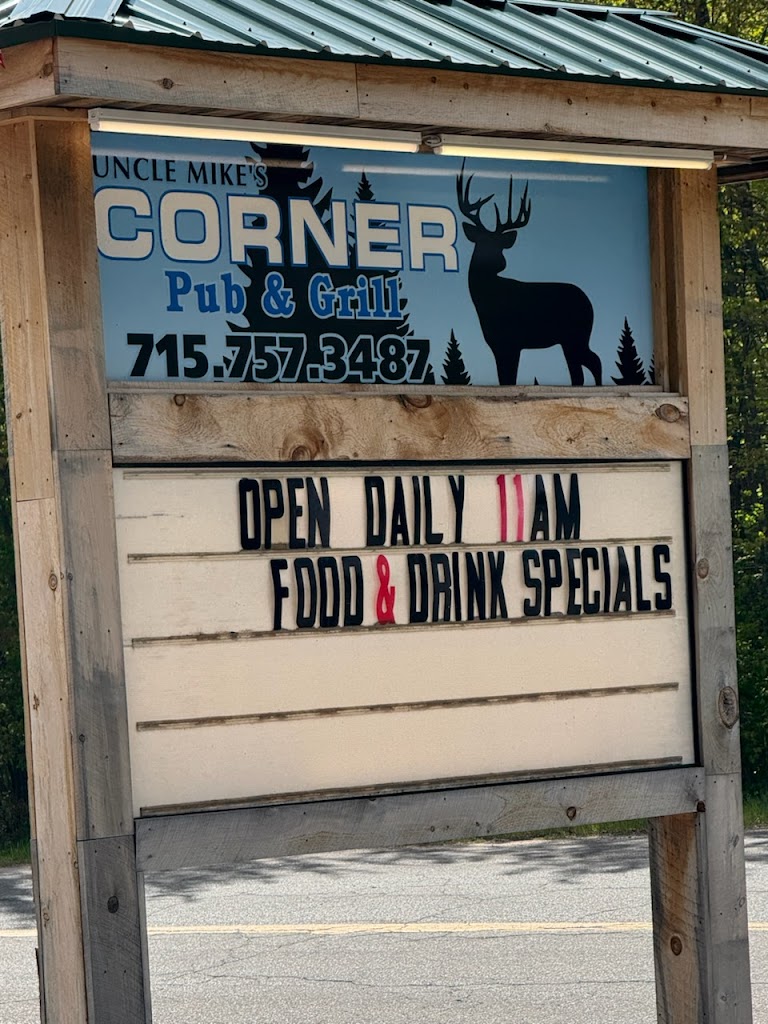 UNCLE MIKE'S
CORNER
Pub & Grill
715.757.3487
OPEN DAILY 11AM
FOOD & DRINK SPECIALS